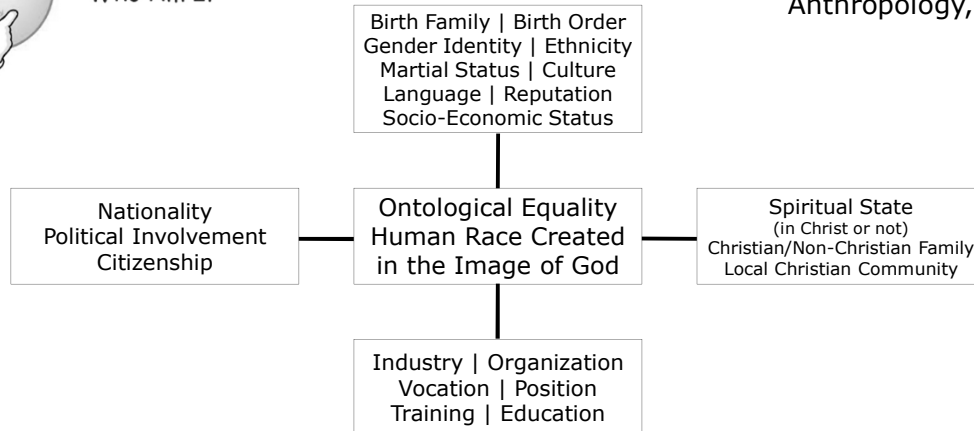 Anthropology,
Birth Family | Birth Order
Gender Identity | Ethnicity
Martial Status | Culture
Language | Reputation
Socio-Economic Status
Nationality
Political Involvement
Citizenship
Ontological Equality
Human Race Created
in the Image of God
Spiritual State
(in Christ or not)
Christian/Non-Christian Family
Local Christian Community
Industry | Organization
Vocation | Position
Training | Education